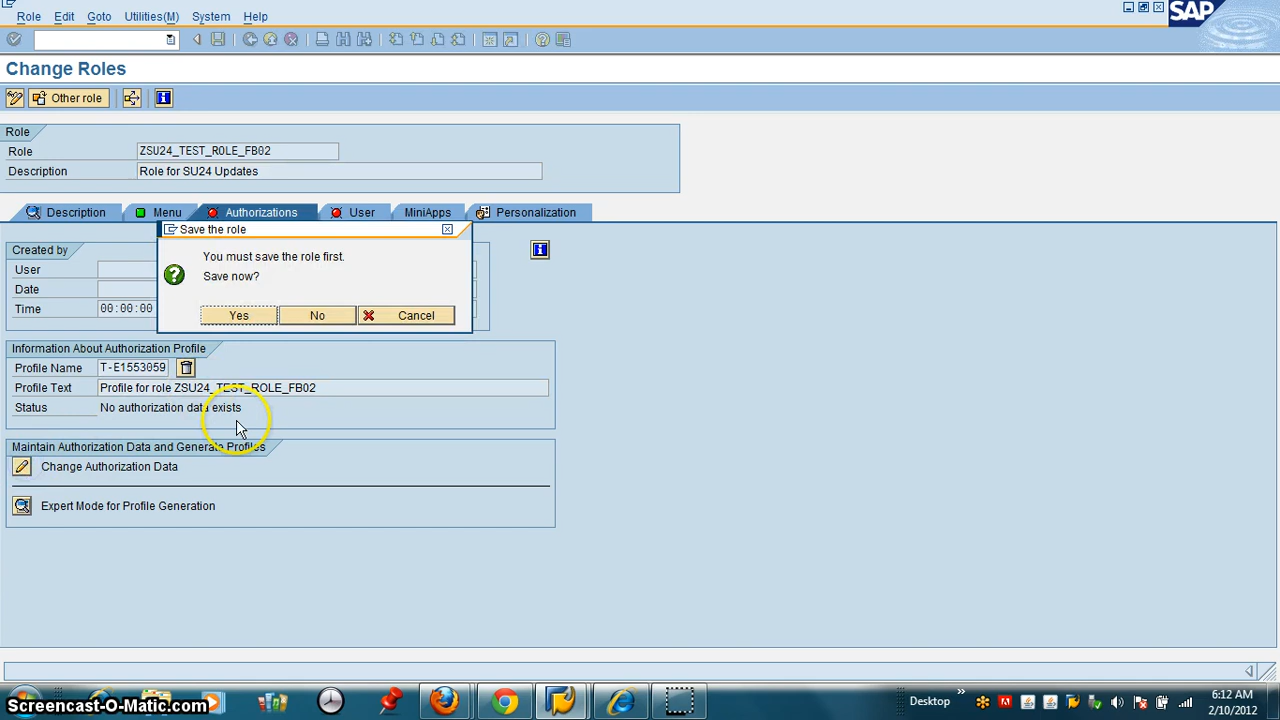 Role Edit Goto Utilities(M) System Help
SAP
Change Roles
Other role
Role
Role ZSU24_TEST_ROLE_FB02
Description Role for SU24 Updates
Description Menu Authorizations User MiniApps Personalization
Save the role
Created by
You must save the role first.
User
Save now?
Date
Time 00:00:00
Yes No Cancel
Information About Authorization Profile
Profile Name T-E1553059
Profile Text Profile for role ZSU24_TEST_ROLE_FB02
Status No authorization data exists
Maintain Authorization Data and Generate Profiles
Change Authorization Data
Expert Mode for Profile Generation
Desktop
6:12 AM
2/10/2012
Screencast-O-Matic.com